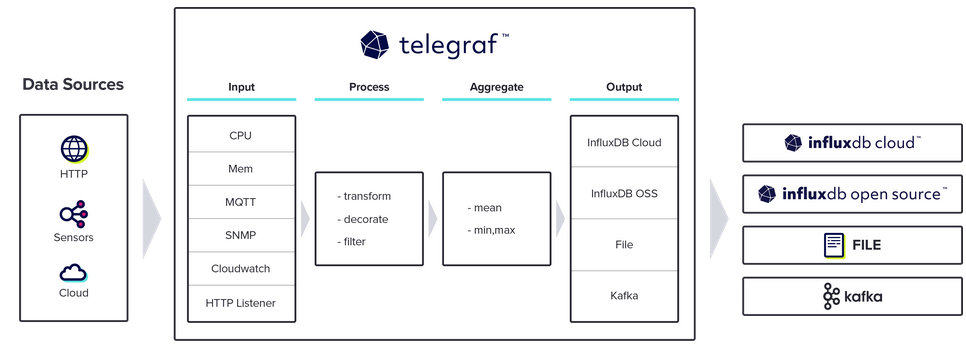 telegraf™
Data Sources
HTTP
Sensors
Cloud
Input
CPU
Mem
MQTT
SNMP
Cloudwatch
HTTP Listener
Process
- transform
- decorate
- filter
Aggregate
- mean
- min,max
Output
InfluxDB Cloud
InfluxDB OSS
File
Kafka
influxdb cloud™
influxdb open source™
FILE
kafka